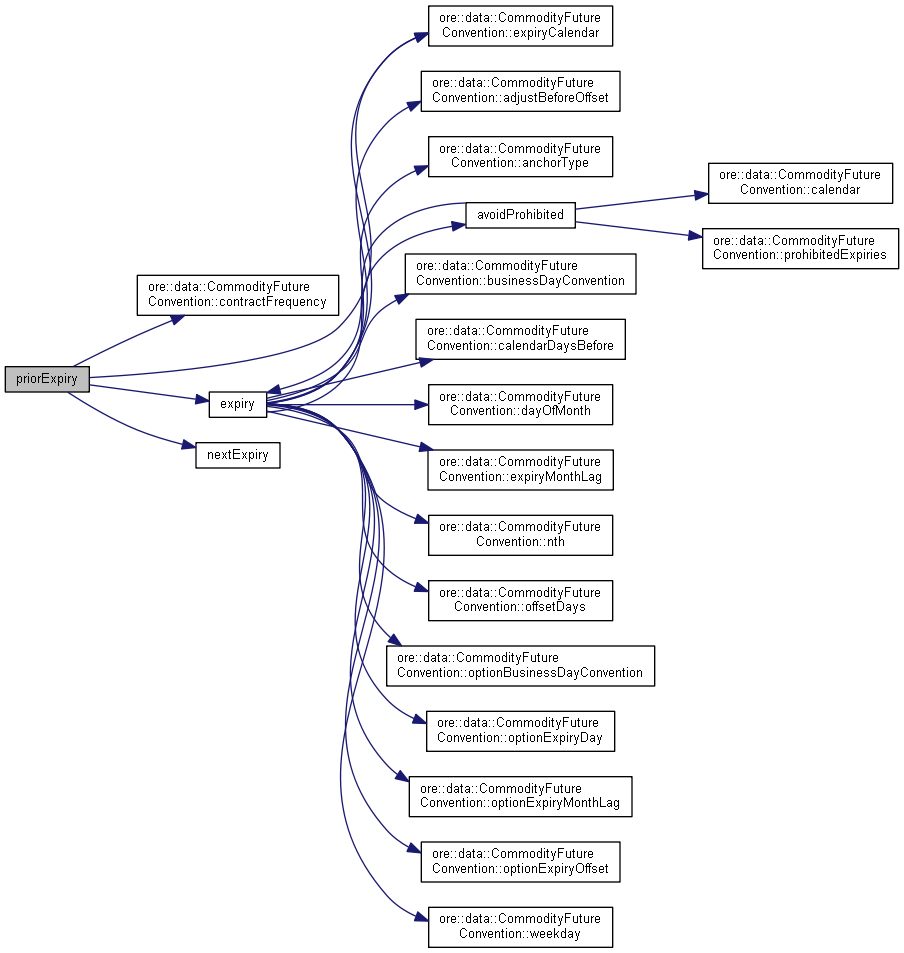 ore::data::CommodityFuture
Convention::expiryCalendar
ore::data::CommodityFuture
Convention::adjustBeforeOffset
ore::data::CommodityFuture
Convention::anchorType
ore::data::CommodityFuture
Convention::calendar
avoidProhibited
ore::data::CommodityFuture
Convention::prohibitedExpiries
ore::data::CommodityFuture
Convention::businessDayConvention
ore::data::CommodityFuture
Convention::contractFrequency
ore::data::CommodityFuture
Convention::calendarDaysBefore
priorExpiry
expiry
ore::data::CommodityFuture
Convention::dayOfMonth
nextExpiry
ore::data::CommodityFuture
Convention::expiryMonthLag
ore::data::CommodityFuture
Convention::nth
ore::data::CommodityFuture
Convention::offsetDays
ore::data::CommodityFuture
Convention::optionBusinessDayConvention
ore::data::CommodityFuture
Convention::optionExpiryDay
ore::data::CommodityFuture
Convention::optionExpiryMonthLag
ore::data::CommodityFuture
Convention::optionExpiryOffset
ore::data::CommodityFuture
Convention::weekday